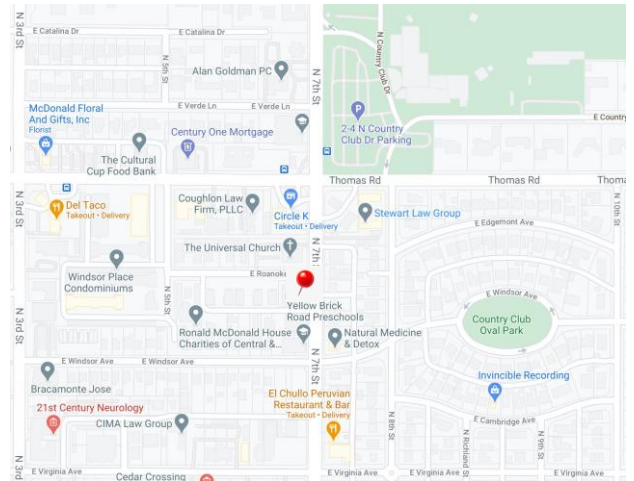 N 3rd St
E Catalina Dr
E Catalina Dr
N 5th St
N 7th St
N Country
Club Dr
Alan Goldman PC
E Verde Ln
E Verde Ln
McDonald Floral
And Gifts, Inc
Florist
Century One Mortgage
2-4 N Country
Club Dr Parking
E Country
The Cultural
Cup Food Bank
Thomas Rd
Thomas Rd
N 3rd St
Del Taco
Takeout • Delivery
Coughlon Law
Firm, PLLC
Circle K
Takeout • Delivery
Stewart Law Group
N 10th St
E Edgemont Ave
The Universal Church
N 7th
Windsor Place
Condominiums
E Roanoke
N 5th St
Yellow Brick
Road Preschools
E Windsor Ave
N 3rd St
Ronald McDonald House
Charities of Central &...
Natural Medicine
& Detox
Country Club
Oval Park
E Windsor Ave
E Windsor Ave
N 7th St
Bracamonte Jose
El Chullo Peruvian
Restaurant & Bar
Takeout • Delivery
Invincible Recording
21st Century Neurology
CIMA Law Group
N 8th St
E Cambridge Ave
N Richland St
N 9th St
N 3rd
E Virginia Ave
Cedar Crossing
E Virginia Ave
E Virginia Ave